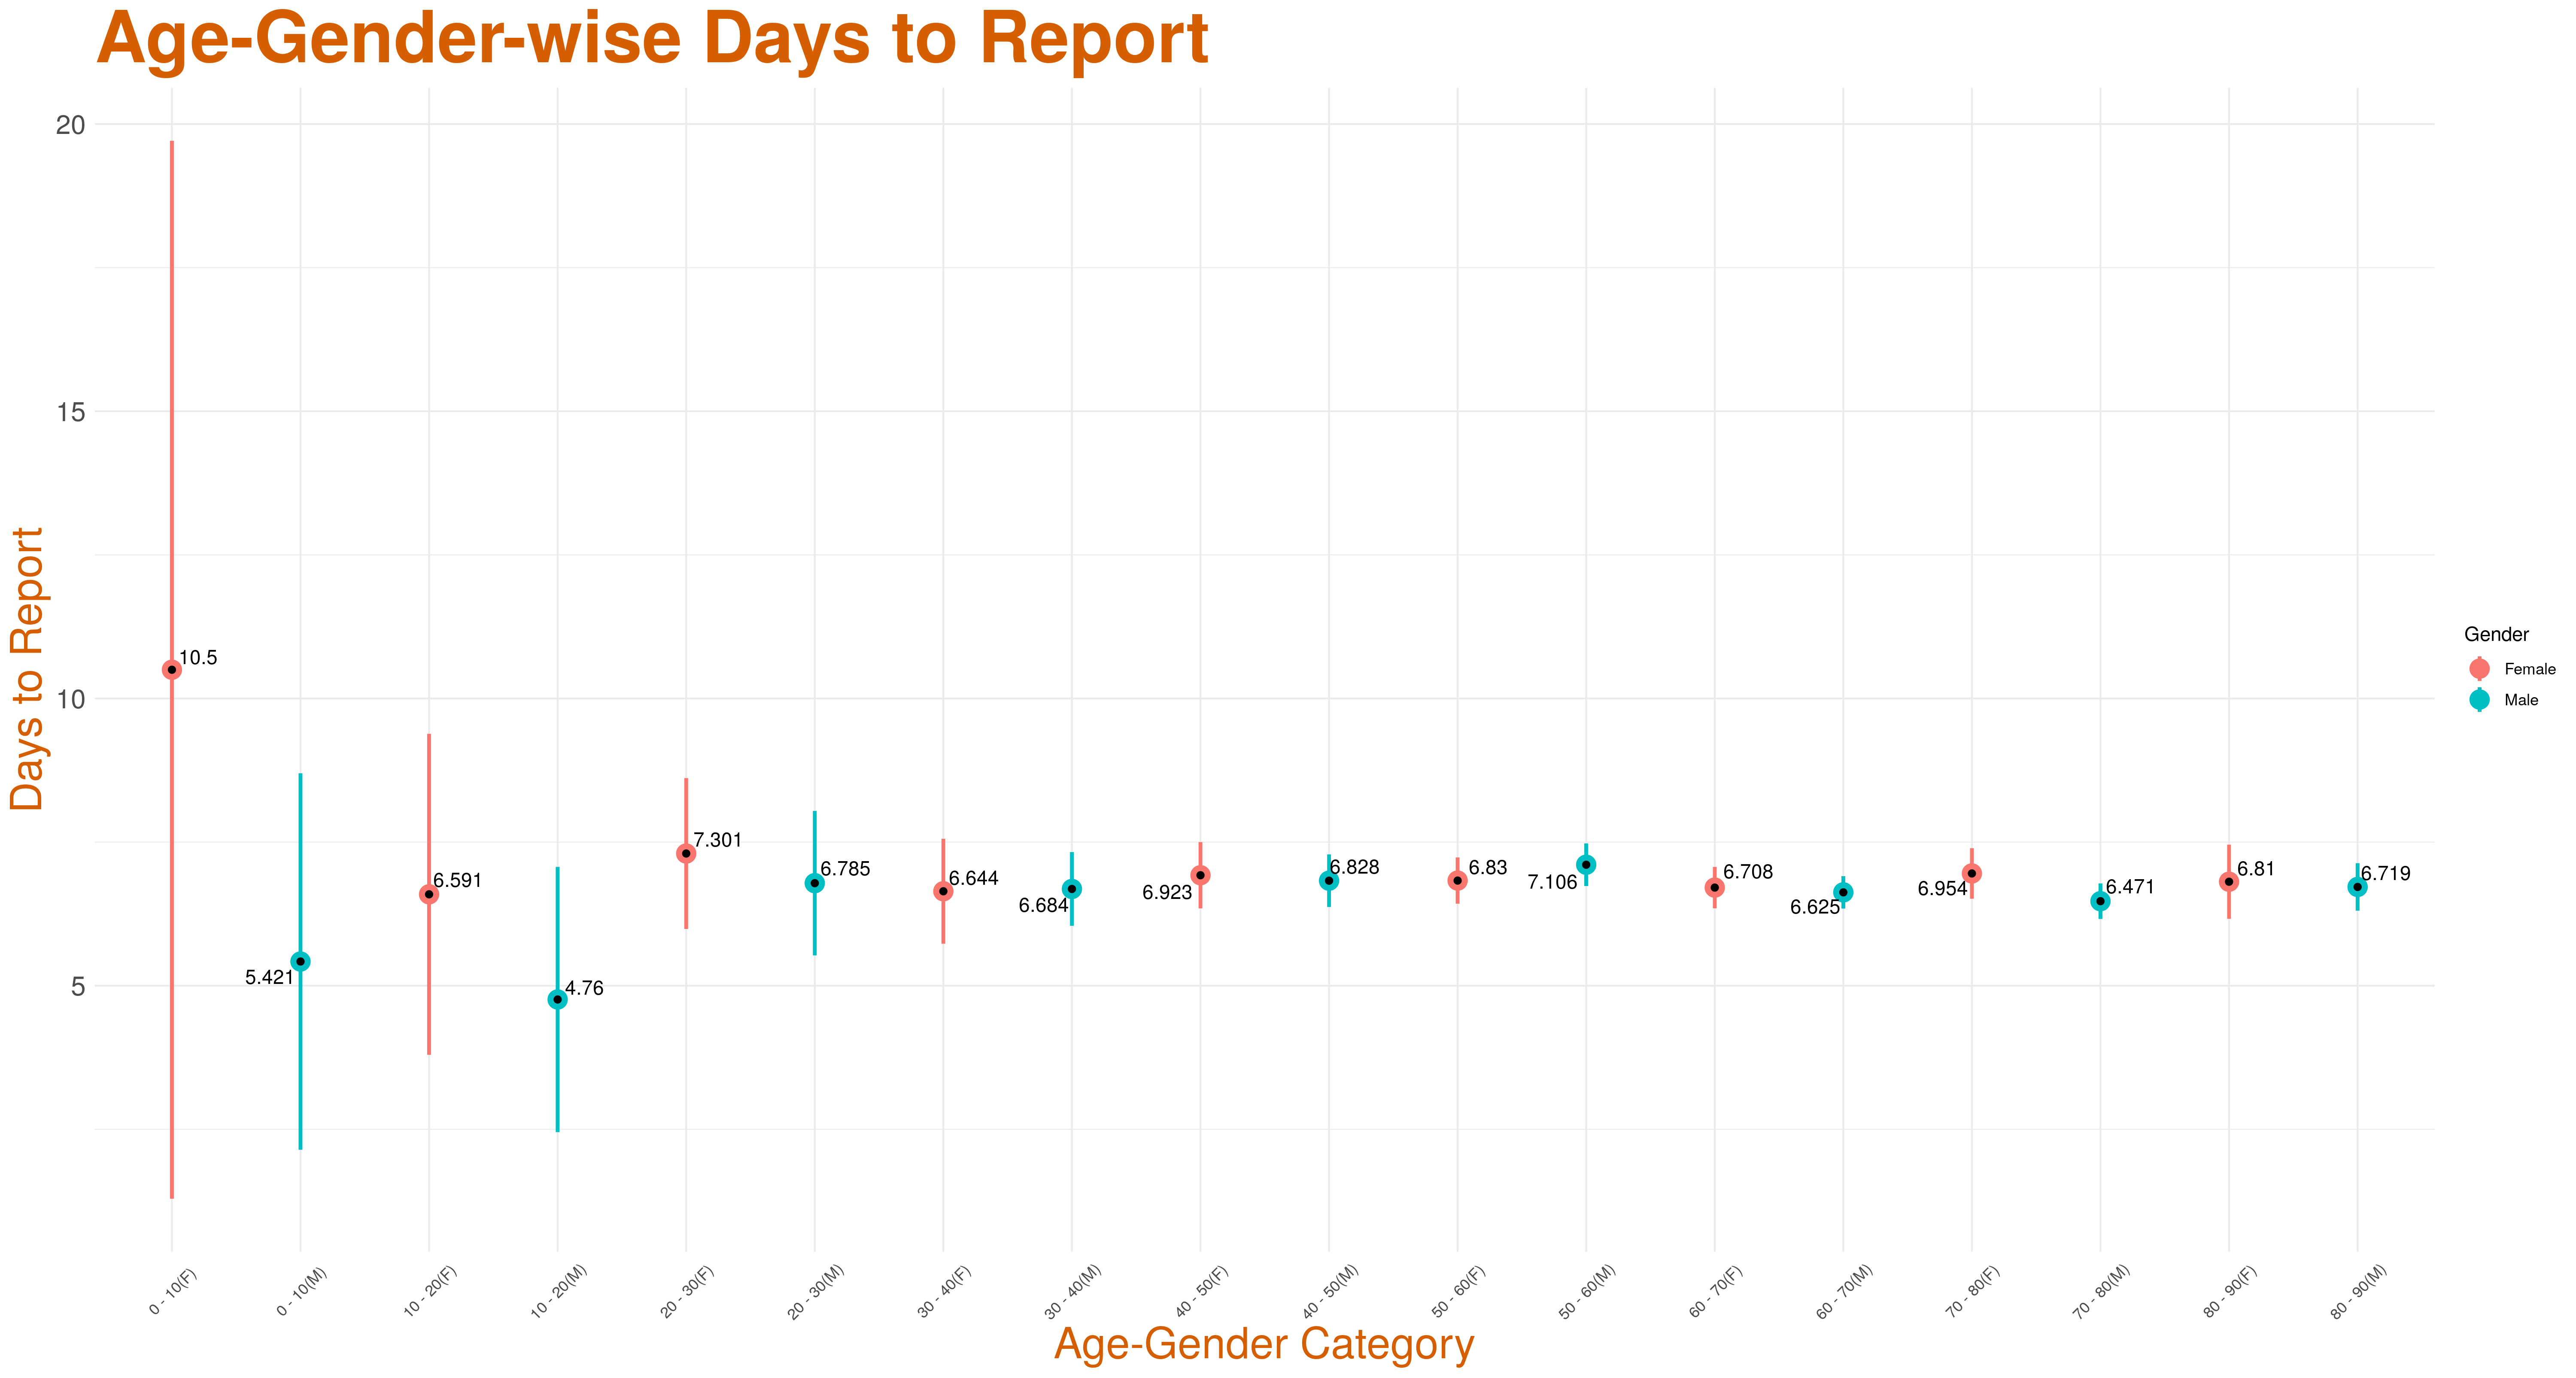 Age-Gender-wise Days to Report
Days to Report
20
15
10
5
10.5
5.421
6.591
4.76
7.301
6.785
6.644
6.684
6.923
6.828
6.83
7.106
6.708
6.625
6.954
6.471
6.81
6.719
Gender
Female
Male
0 - 10(F)
0 - 10(M)
10 - 20(F)
10 - 20(M)
20 - 30(F)
20 - 30(M)
30 - 40(F)
30 - 40(M)
40 - 50(F)
40 - 50(M)
50 - 60(F)
50 - 60(M)
60 - 70(F)
60 - 70(M)
70 - 80(F)
70 - 80(M)
80 - 90(F)
80 - 90(M)
Age-Gender Category